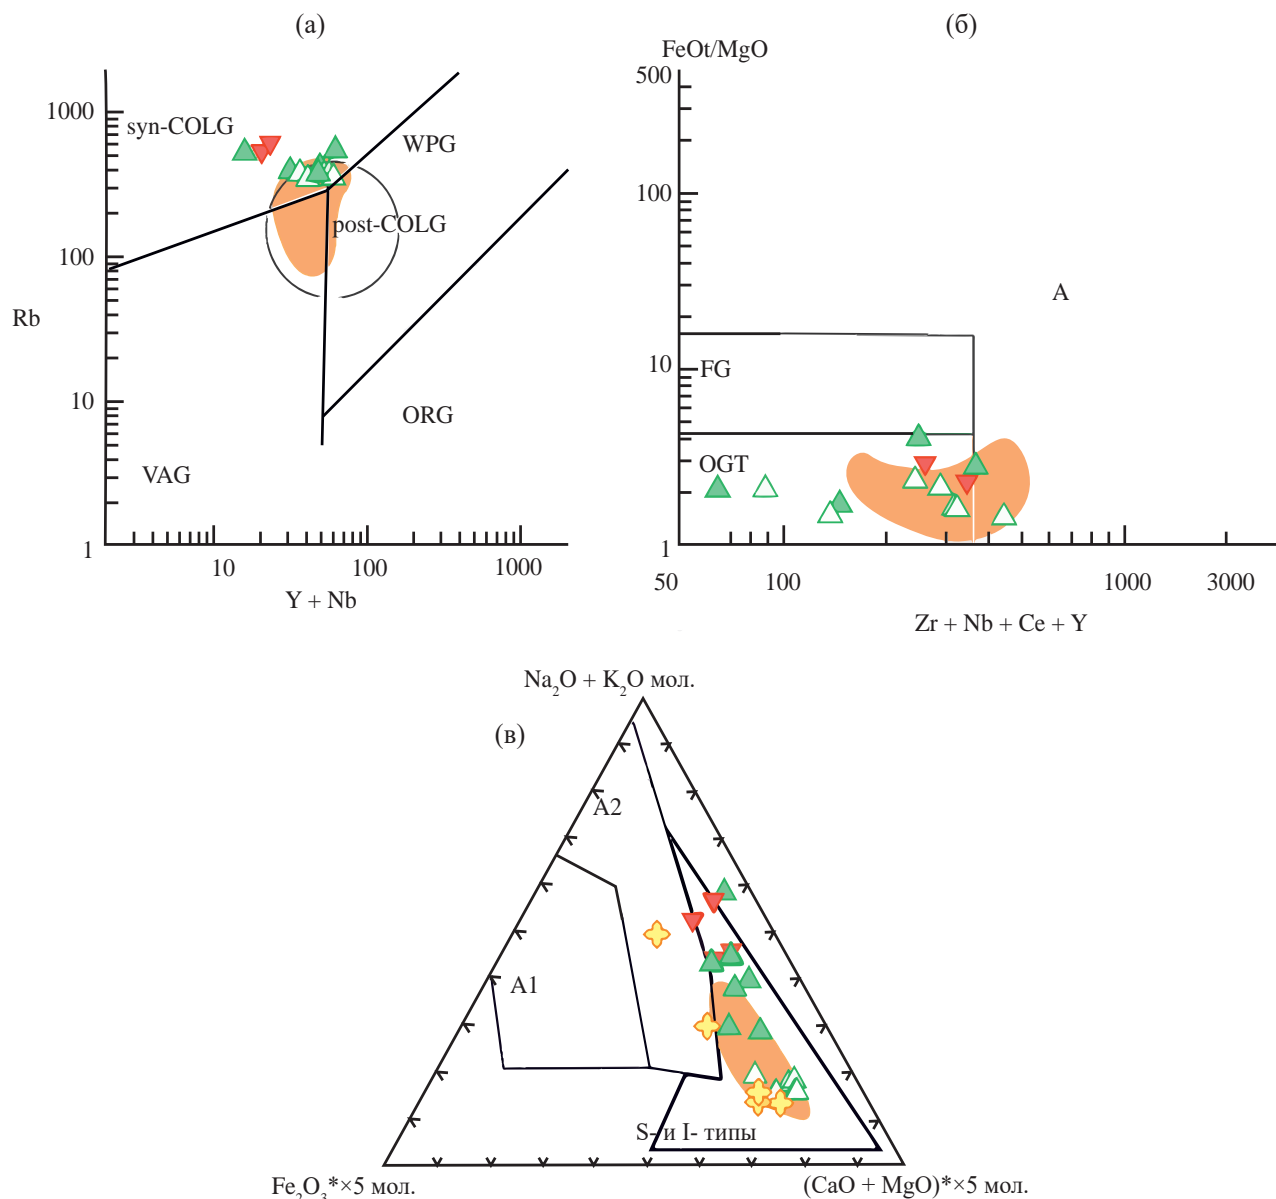 (а)
1000
syn-COLG
WPG
post-COLG
100
Rb
10
ORG
VAG
1
10
100
1000
Y + Nb
(б)
FeOt/MgO
500
100
A
10
FG
OGT
1
50
100
1000
3000
Zr + Nb + Ce + Y
(в)
Na₂O + K₂O мол.
A2
A1
S- и I- типы
Fe₂O₃*×5 мол.
(CaO + MgO)*×5 мол.